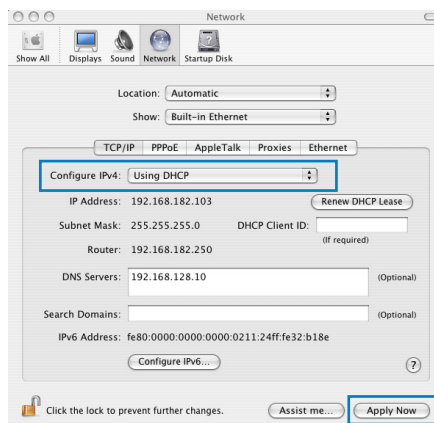 Network
Show All Displays Sound Network Startup Disk
Location: Automatic
Show: Built-in Ethernet
TCP/IP PPPoE AppleTalk Proxies Ethernet
Configure IPv4: Using DHCP
IP Address: 192.168.182.103 Renew DHCP Lease
Subnet Mask: 255.255.255.0 DHCP Client ID:
(If required)
Router: 192.168.182.250
DNS Servers: 192.168.128.10 (Optional)
Search Domains: (Optional)
IPv6 Address: fe80:0000:0000:0000:0211:24ff:fe32:b18e
Configure IPv6... ?
Click the lock to prevent further changes. Assist me... Apply Now